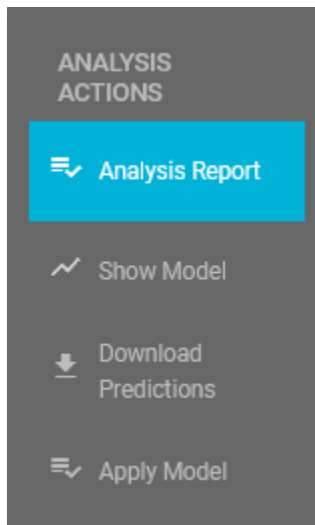 ANALYSIS
ACTIONS
Analysis Report
Show Model
Download
Predictions
Apply Model